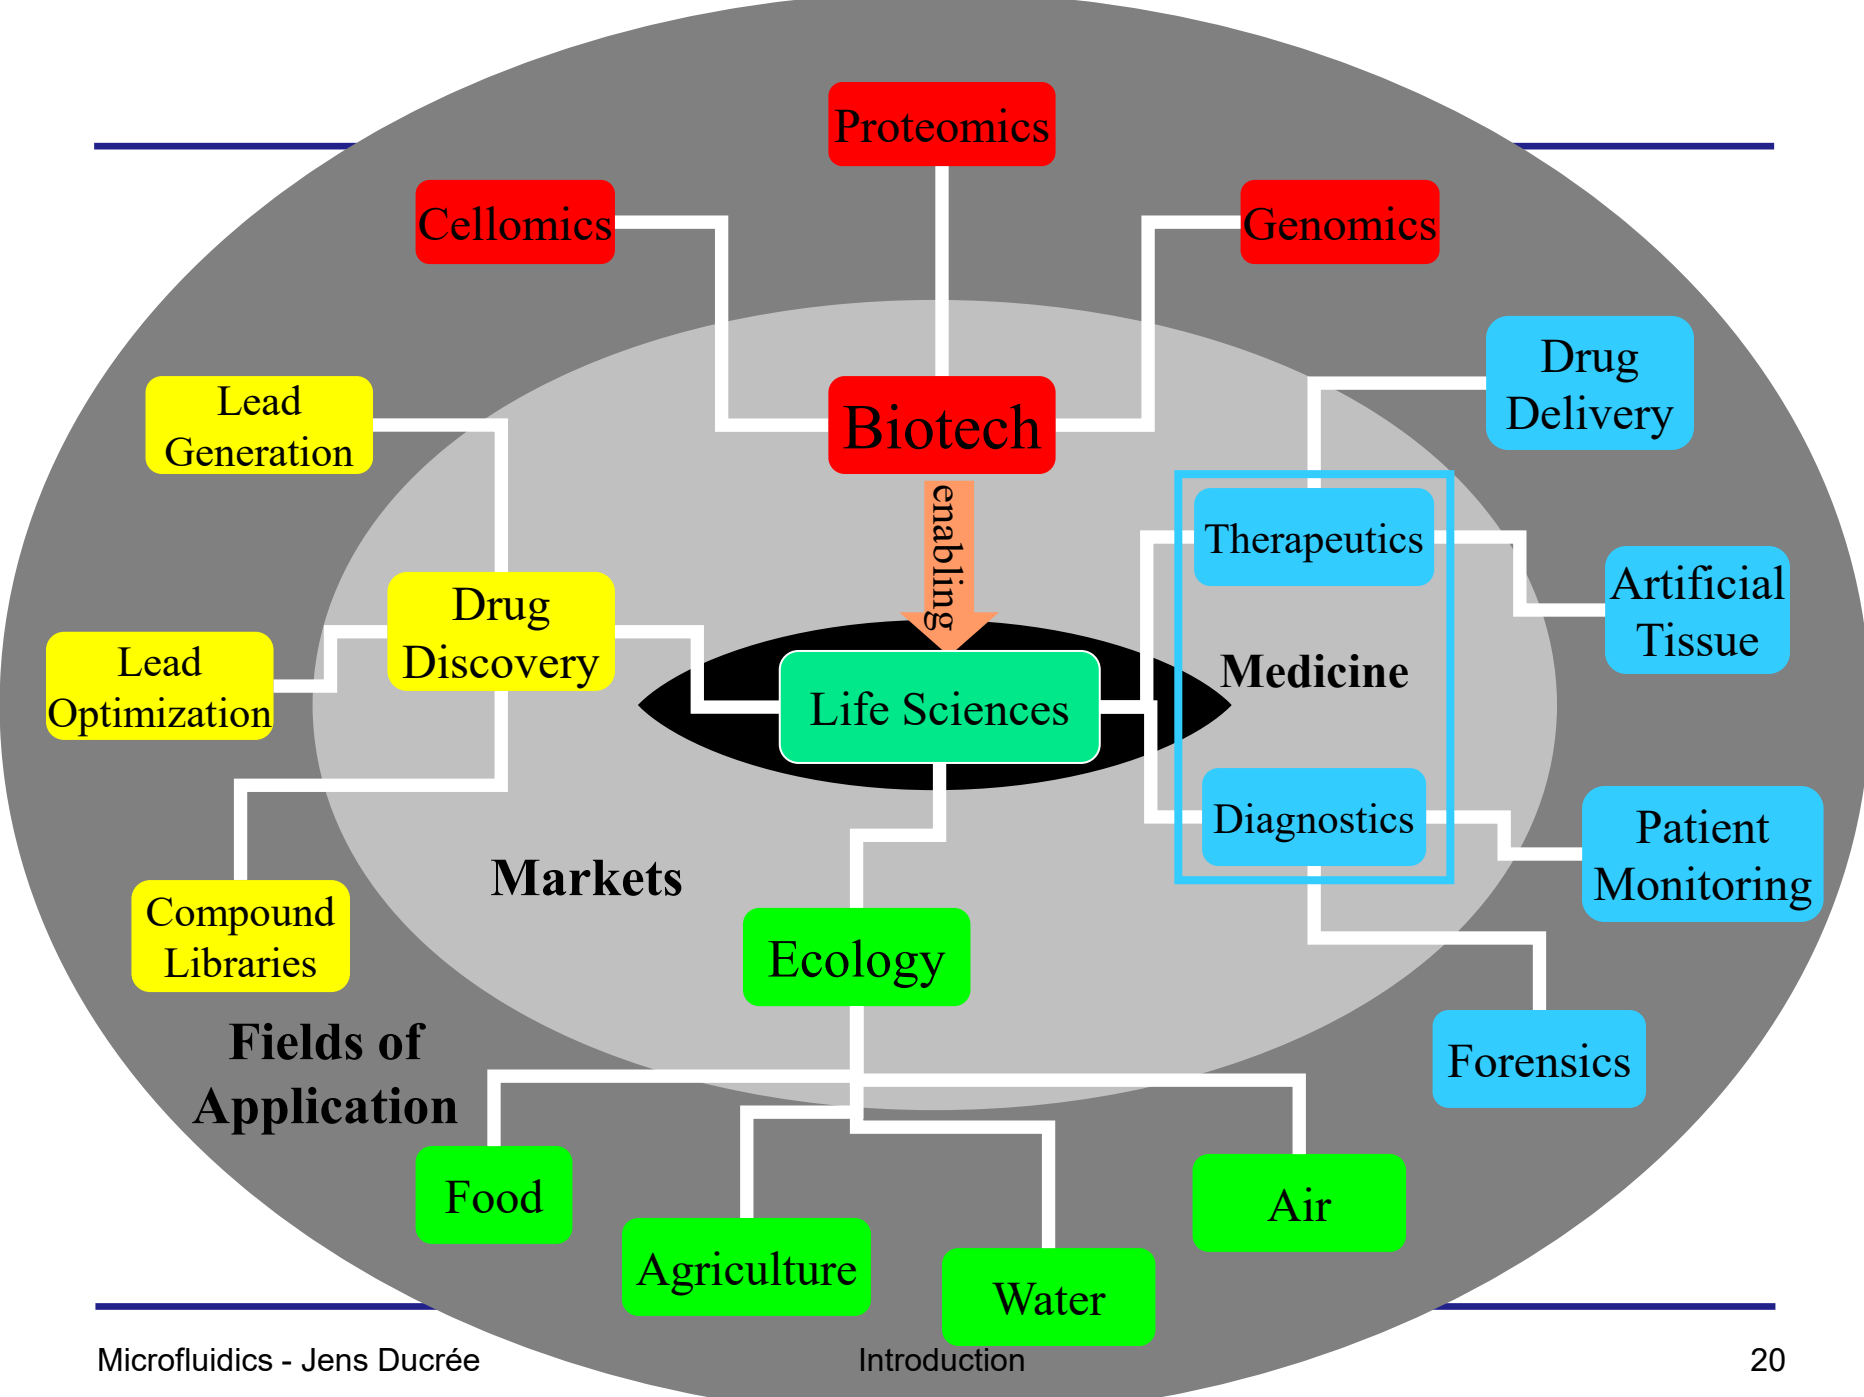 Proteomics
Cellomics
Genomics
Drug
Delivery
Lead
Generation
Biotech
enabling
Therapeutics
Artificial
Tissue
Drug
Discovery
Lead
Optimization
Medicine
Life Sciences
Diagnostics
Patient
Monitoring
Markets
Compound
Libraries
Ecology
Fields of
Application
Forensics
Food
Air
Agriculture
Water
Microfluidics - Jens Ducrée
Introduction
20